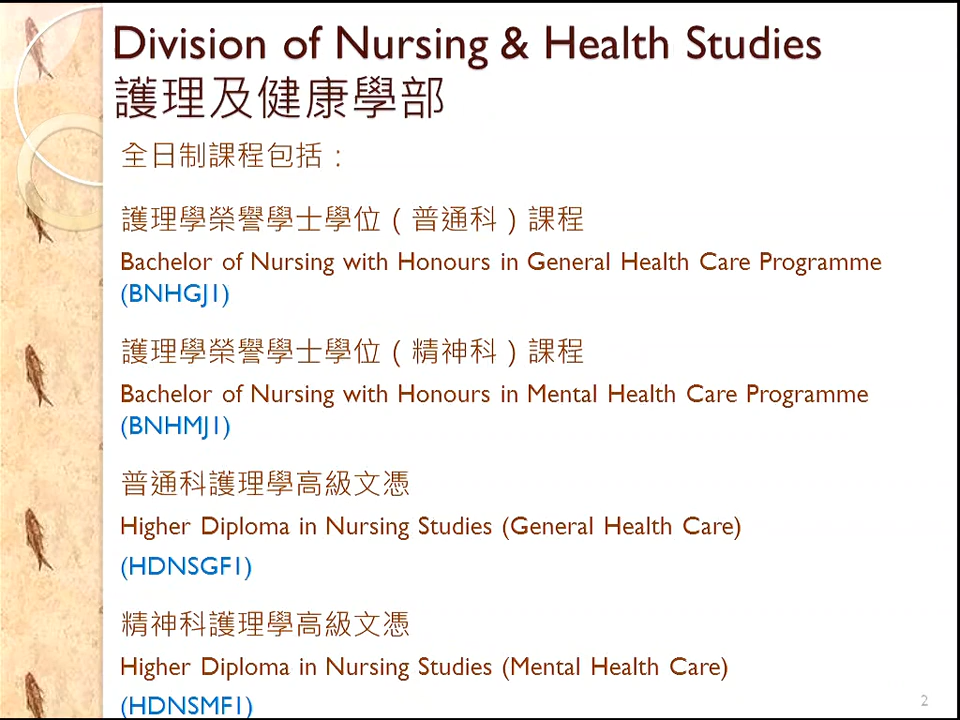 Division of Nursing & Health Studies
護理及健康學部
全日制課程包括：
護理學榮譽學士學位（普通科）課程
Bachelor of Nursing with Honours in General Health Care Programme
(BNHGJ1)
護理學榮譽學士學位（精神科）課程
Bachelor of Nursing with Honours in Mental Health Care Programme
(BNHMJ1)
普通科護理學高級文憑
Higher Diploma in Nursing Studies (General Health Care)
(HDNSGF1)
精神科護理學高級文憑
Higher Diploma in Nursing Studies (Mental Health Care)
(HDNSMF1)
2